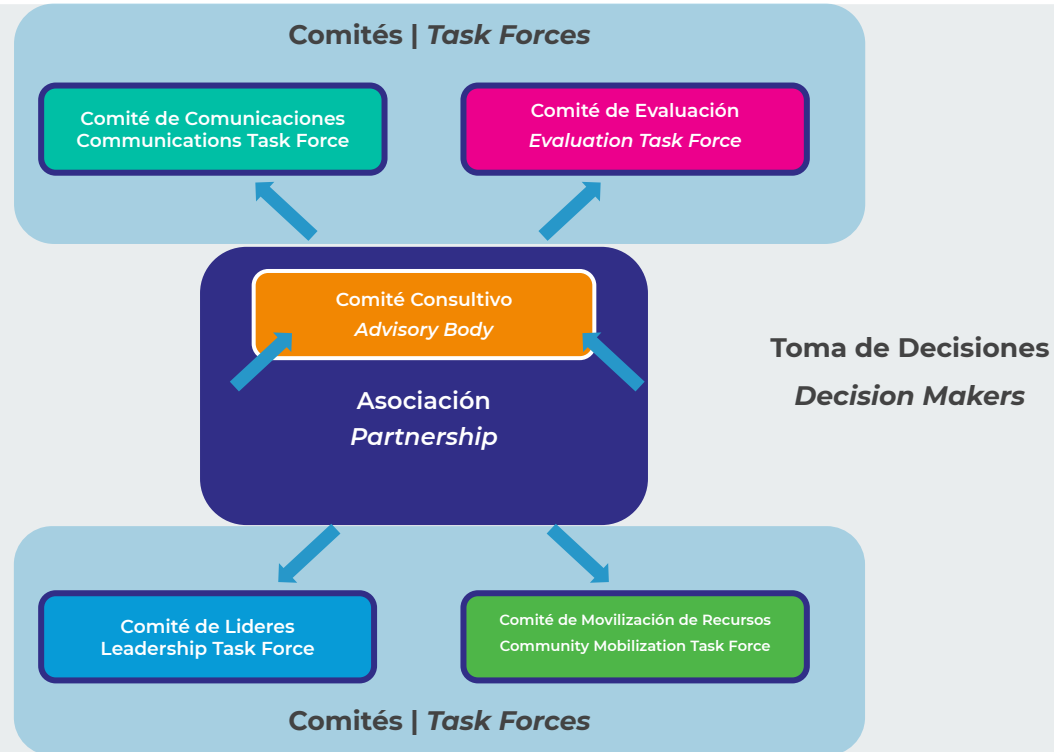 Comités | Task Forces
Comité de Comunicaciones
Communications Task Force
Comité de Evaluación
Evaluation Task Force
Comité Consultivo
Advisory Body
Asociación
Partnership
Toma de Decisiones
Decision Makers
Comité de Lideres
Leadership Task Force
Comité de Movilización de Recursos
Community Mobilization Task Force
Comités | Task Forces